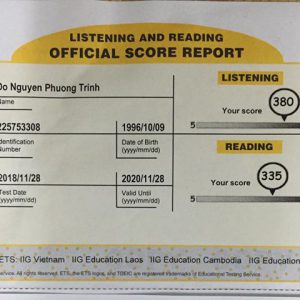 LISTENING AND READING
OFFICIAL SCORE REPORT
Do Nguyen Phuong Trinh
Name
225753308
1996/10/09
Identification
Number
Date of Birth
(yyyy/mm/dd)
2018/11/28
2020/11/28
Test Date
(yyyy/mm/dd)
Valid Until
(yyyy/mm/dd)
LISTENING
Your score
380
5
READING
Your score
335
5
ETS: IIG Vietnam IIG Education Laos IIG Education Cambodia IIG Education
Service. All rights Reserved. ETS, the ETS logos, and TOEIC are registered trademarks of Educational Testing Service.